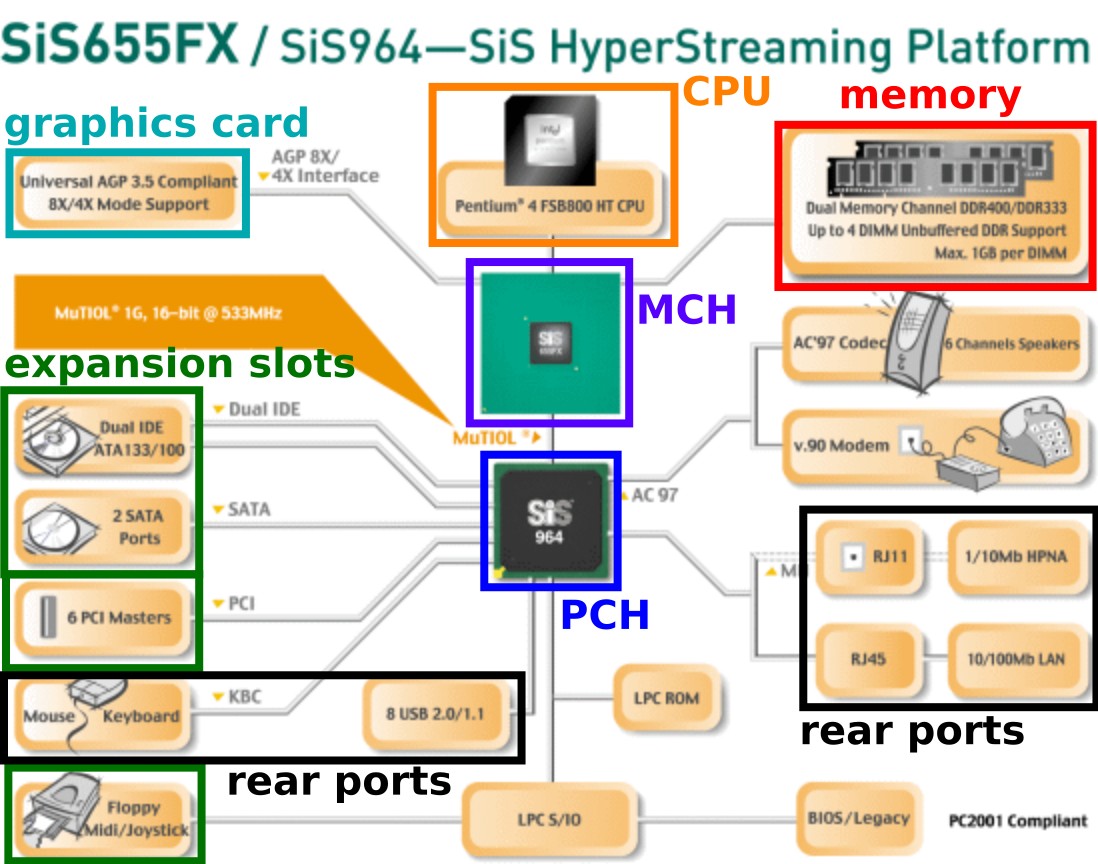 SiS655FX / SiS964—SiS HyperStreaming Platform
CPU
memory
graphics card
AGP 8X/
4X Interface
Universal AGP 3.5 Compliant
8X/4X Mode Support
intel
Pentium® 4 FSB800 HT CPU
Dual Memory Channel DDR400/DDR333
Up to 4 DIMM Unbuffered DDR Support
Max. 1GB per DIMM
MuTIOL® 1G, 16-bit @ 533MHz
MCH
SiS
655FX
AC'97 Codec
6 Channels Speakers
expansion slots
Dual IDE
ATA133/100
Dual IDE
MuTIOL ®
v.90 Modem
2 SATA
Ports
SATA
SiS
964
AC 97
RJ11
1/10Mb HPNA
6 PCI Masters
PCI
PCH
RJ45
10/100Mb LAN
Mouse
Keyboard
KBC
8 USB 2.0/1.1
LPC ROM
rear ports
rear ports
Floppy
Midi/Joystick
LPC S/IO
BIOS/Legacy
PC2001 Compliant